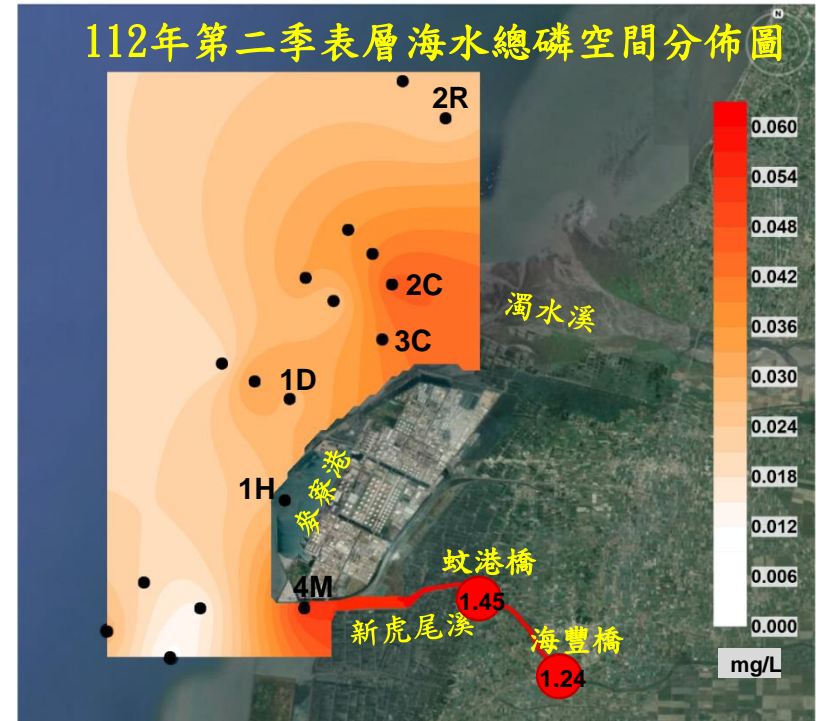 112年第二季表層海水總磷空間分佈圖
N
2R
2C
濁水溪
3C
1D
1H
麥寮港
4M
蚊港橋
1.45
新虎尾溪
海豐橋
1.24
0.060
0.054
0.048
0.042
0.036
0.030
0.024
0.018
0.012
0.006
0.000
mg/L